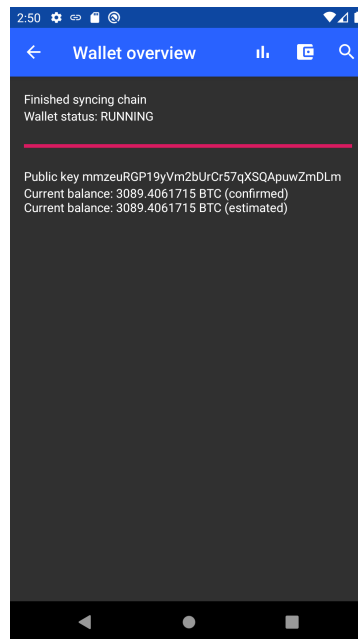 2:50
Wallet overview
Finished syncing chain
Wallet status: RUNNING
Public key mmzeuRGP19yVm2bUrCr57qXSQApuwZmDLm
Current balance: 3089.4061715 BTC (confirmed)
Current balance: 3089.4061715 BTC (estimated)